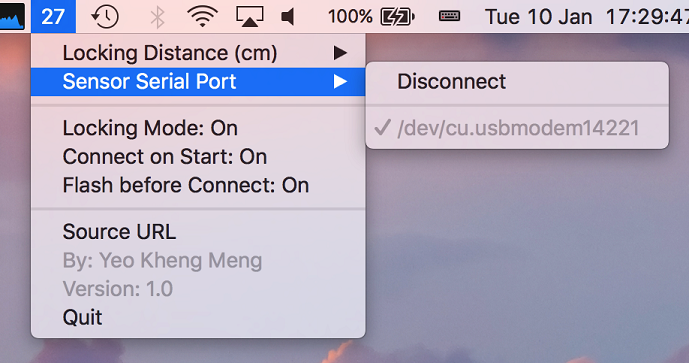 27 100% Tue 10 Jan 17:29:47
Locking Distance (cm)
Sensor Serial Port
Disconnect
/dev/cu.usbmodem14221
Locking Mode: On
Connect on Start: On
Flash before Connect: On
Source URL
By: Yeo Kheng Meng
Version: 1.0
Quit